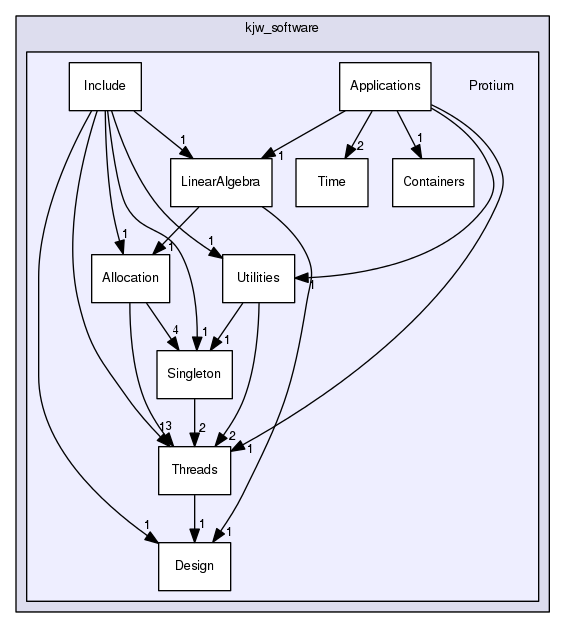 kjw_software
Include
Applications
Protium
1
1
2
1
LinearAlgebra
Time
Containers
1
1
1
Allocation
Utilities
1
4
1
1
Singleton
13
2
2
1
Threads
1
1
1
Design